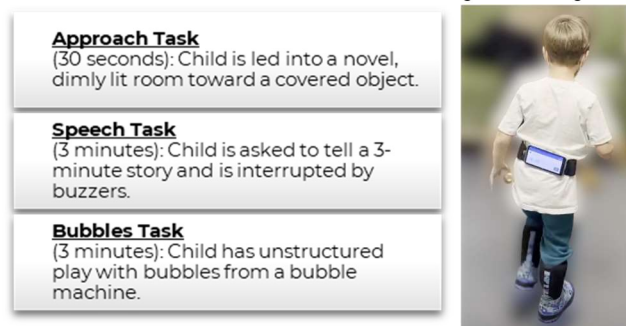 Approach Task
(30 seconds): Child is led into a novel,
dimly lit room toward a covered object.
Speech Task
(3 minutes): Child is asked to tell a 3-
minute story and is interrupted by
buzzers.
Bubbles Task
(3 minutes): Child has unstructured
play with bubbles from a bubble
machine.